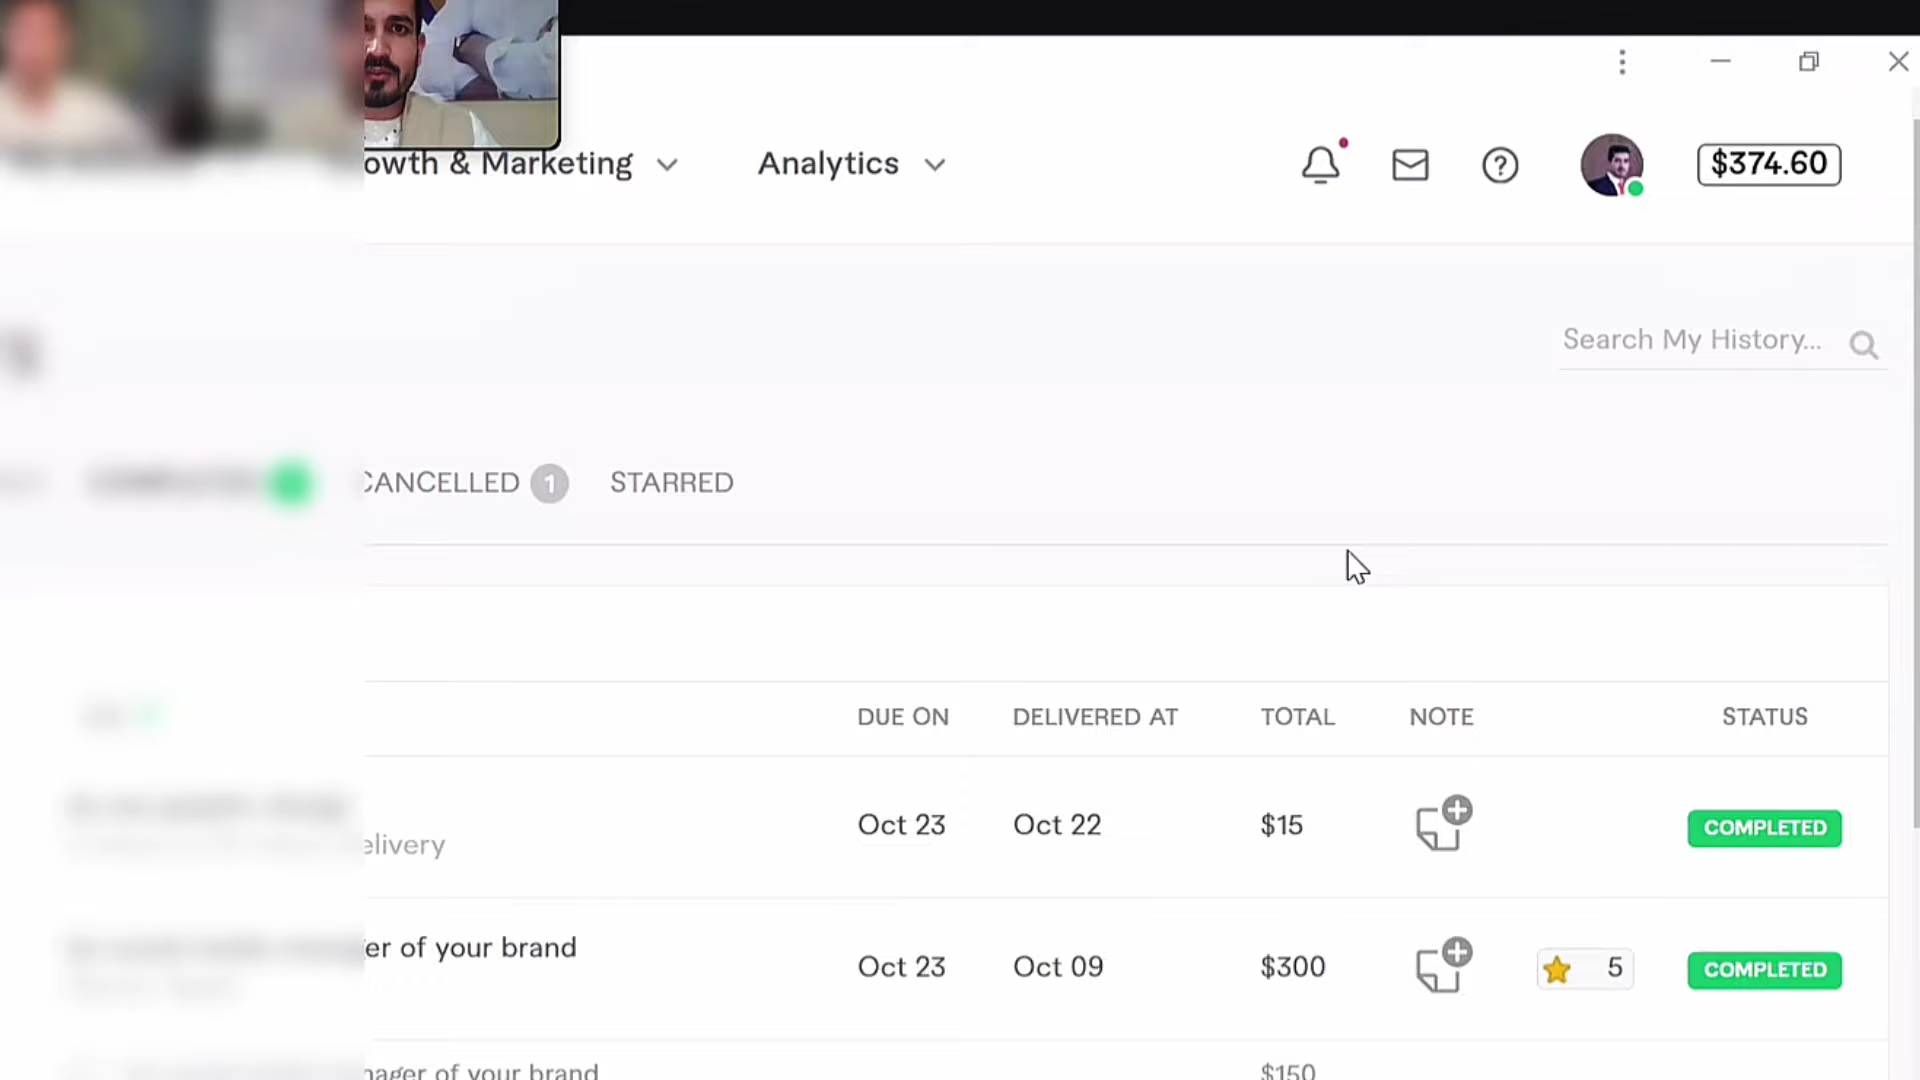 owth & Marketing Analytics $374.60
Search My History...
CANCELLED 1 STARRED
DUE ON DELIVERED AT TOTAL NOTE STATUS
Oct 23 Oct 22 $15 COMPLETED
elivery
er of your brand Oct 23 Oct 09 $300 5 COMPLETED
nager of your brand $150